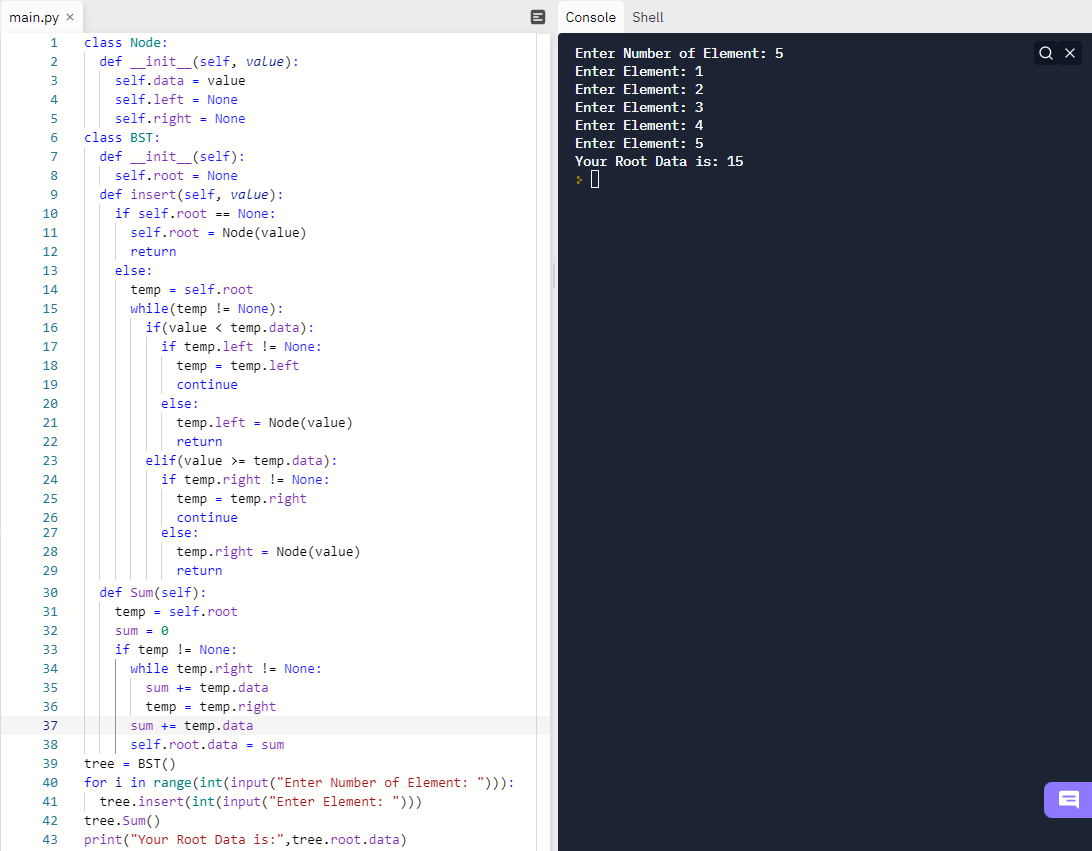 main.py ×
1 class Node:
2 def __init__(self, value):
3 self.data = value
4 self.left = None
5 self.right = None
6 class BST:
7 def __init__(self):
8 self.root = None
9 def insert(self, value):
10 if self.root == None:
11 self.root = Node(value)
12 return
13 else:
14 temp = self.root
15 while(temp != None):
16 if(value < temp.data):
17 if temp.left != None:
18 temp = temp.left
19 continue
20 else:
21 temp.left = Node(value)
22 return
23 elif(value >= temp.data):
24 if temp.right != None:
25 temp = temp.right
26 continue
27 else:
28 temp.right = Node(value)
29 return
30 def Sum(self):
31 temp = self.root
32 sum = 0
33 if temp != None:
34 while temp.right != None:
35 sum += temp.data
36 temp = temp.right
37 sum += temp.data
38 self.root.data = sum
39 tree = BST()
40 for i in range(int(input("Enter Number of Element: "))):
41 tree.insert(int(input("Enter Element: ")))
42 tree.Sum()
43 print("Your Root Data is:",tree.root.data)
Console Shell
Enter Number of Element: 5
Enter Element: 1
Enter Element: 2
Enter Element: 3
Enter Element: 4
Enter Element: 5
Your Root Data is: 15